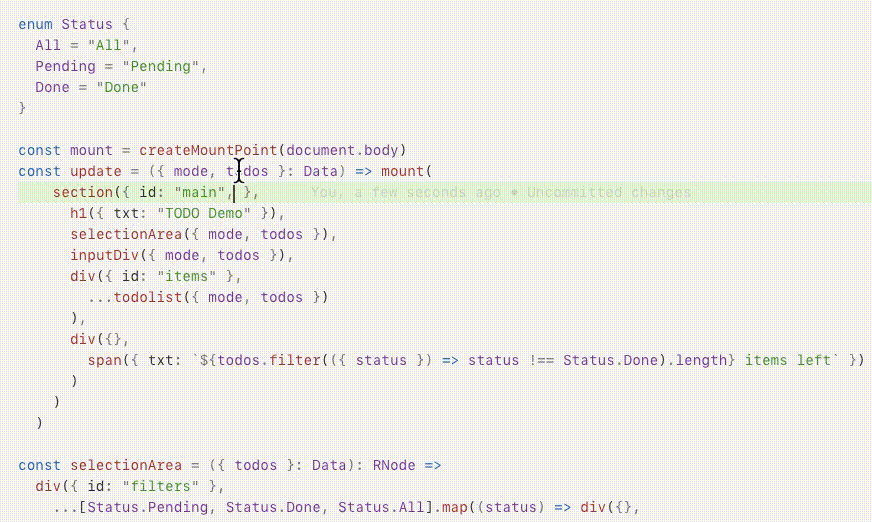 enum Status {
  All = "All",
  Pending = "Pending",
  Done = "Done"
}

const mount = createMountPoint(document.body)
const update = ({ mode, todos }: Data) => mount(
    section({ id: "main", },      You, a few seconds ago • Uncommitted changes
      h1({ txt: "TODO Demo" }),
      selectionArea({ mode, todos }),
      inputDiv({ mode, todos }),
      div({ id: "items" },
        ...todolist({ mode, todos })
      ),
      div({},
        span({ txt: `${todos.filter(({ status }) => status !== Status.Done).length} items left` })
      )
    )
  )

const selectionArea = ({ todos }: Data): RNode =>
  div({ id: "filters" },
    ...[Status.Pending, Status.Done, Status.All].map((status) => div({},